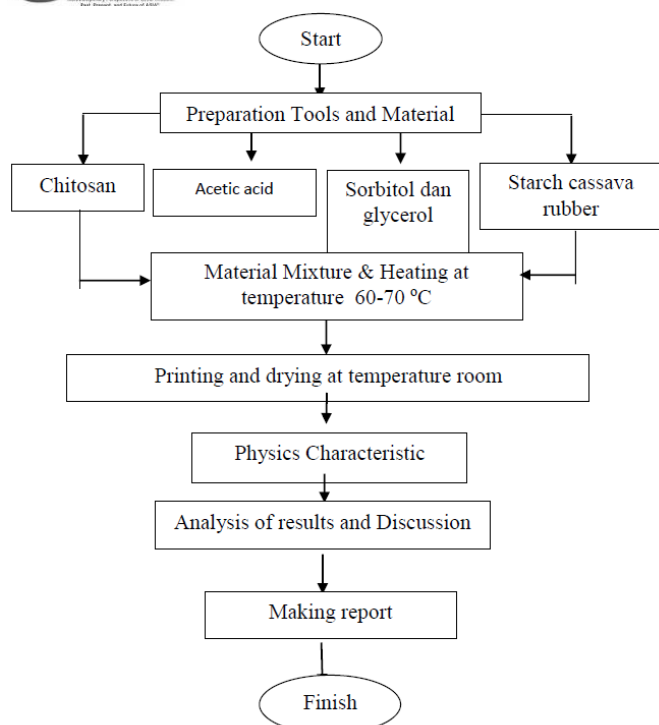 Start
Preparation Tools and Material
Chitosan
Acetic acid
Sorbitol dan
glycerol
Starch cassava
rubber
Material Mixture & Heating at
temperature 60-70 ºC
Printing and drying at temperature room
Physics Characteristic
Analysis of results and Discussion
Making report
Finish